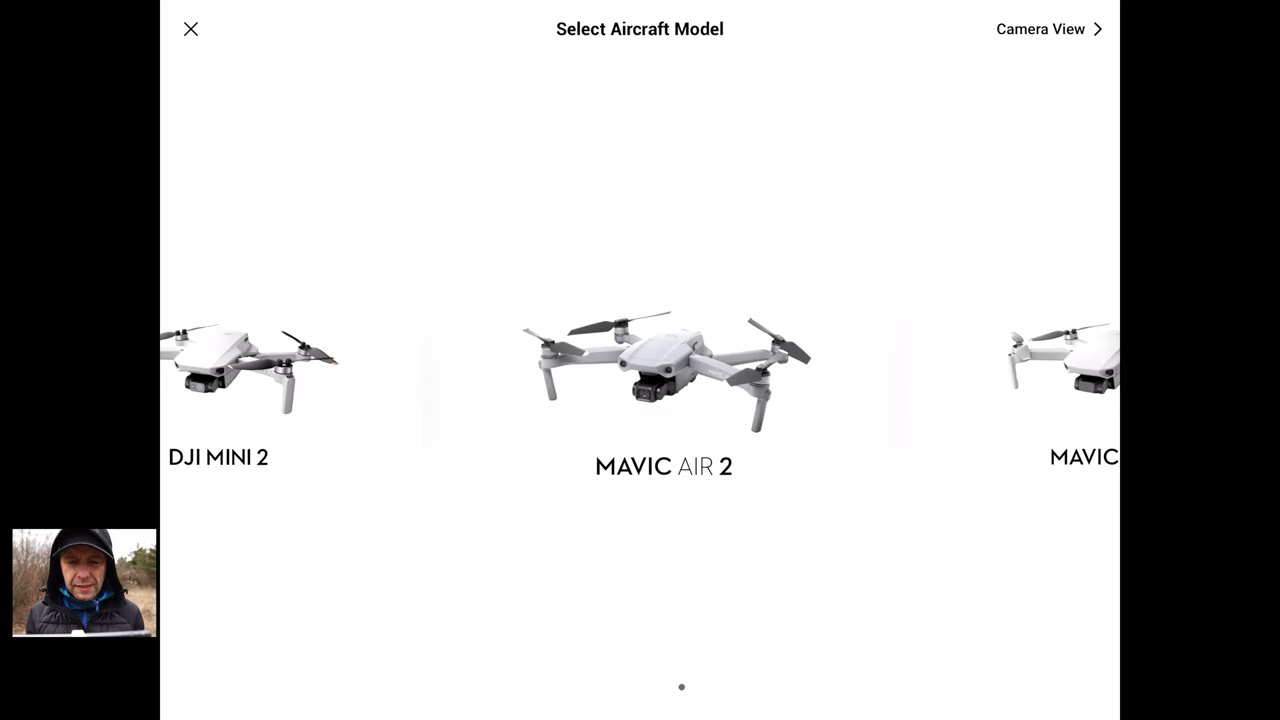 Select Aircraft Model
Camera View
DJI MINI 2
MAVIC AIR 2
MAVIC